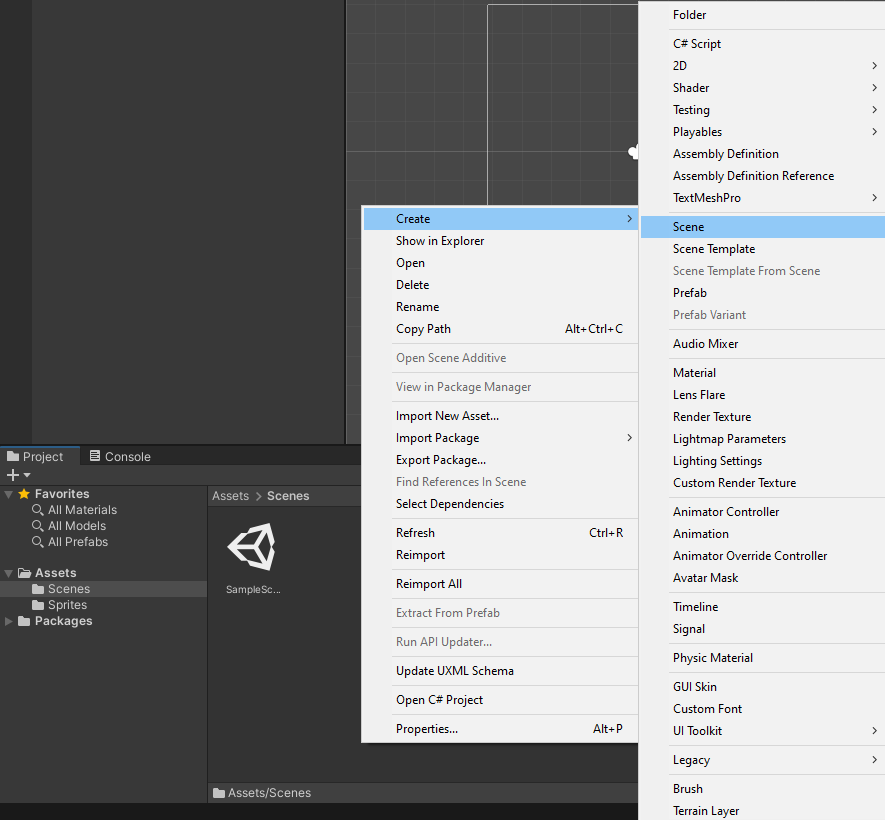 Folder
C# Script
2D
Shader
Testing
Playables
Assembly Definition
Assembly Definition Reference
TextMeshPro
Scene
Scene Template
Scene Template From Scene
Prefab
Prefab Variant
Audio Mixer
Material
Lens Flare
Render Texture
Lightmap Parameters
Lighting Settings
Custom Render Texture
Animator Controller
Animation
Animator Override Controller
Avatar Mask
Timeline
Signal
Physic Material
GUI Skin
Custom Font
UI Toolkit
Legacy
Brush
Terrain Layer
Create
Show in Explorer
Open
Delete
Rename
Copy Path Alt+Ctrl+C
Open Scene Additive
View in Package Manager
Import New Asset...
Import Package
Export Package...
Find References In Scene
Select Dependencies
Refresh Ctrl+R
Reimport
Reimport All
Extract From Prefab
Run API Updater...
Update UXML Schema
Open C# Project
Properties... Alt+P
Project Console
Favorites
All Materials
All Models
All Prefabs
Assets
Scenes
Sprites
Packages
Assets > Scenes
SampleSc...
Assets/Scenes